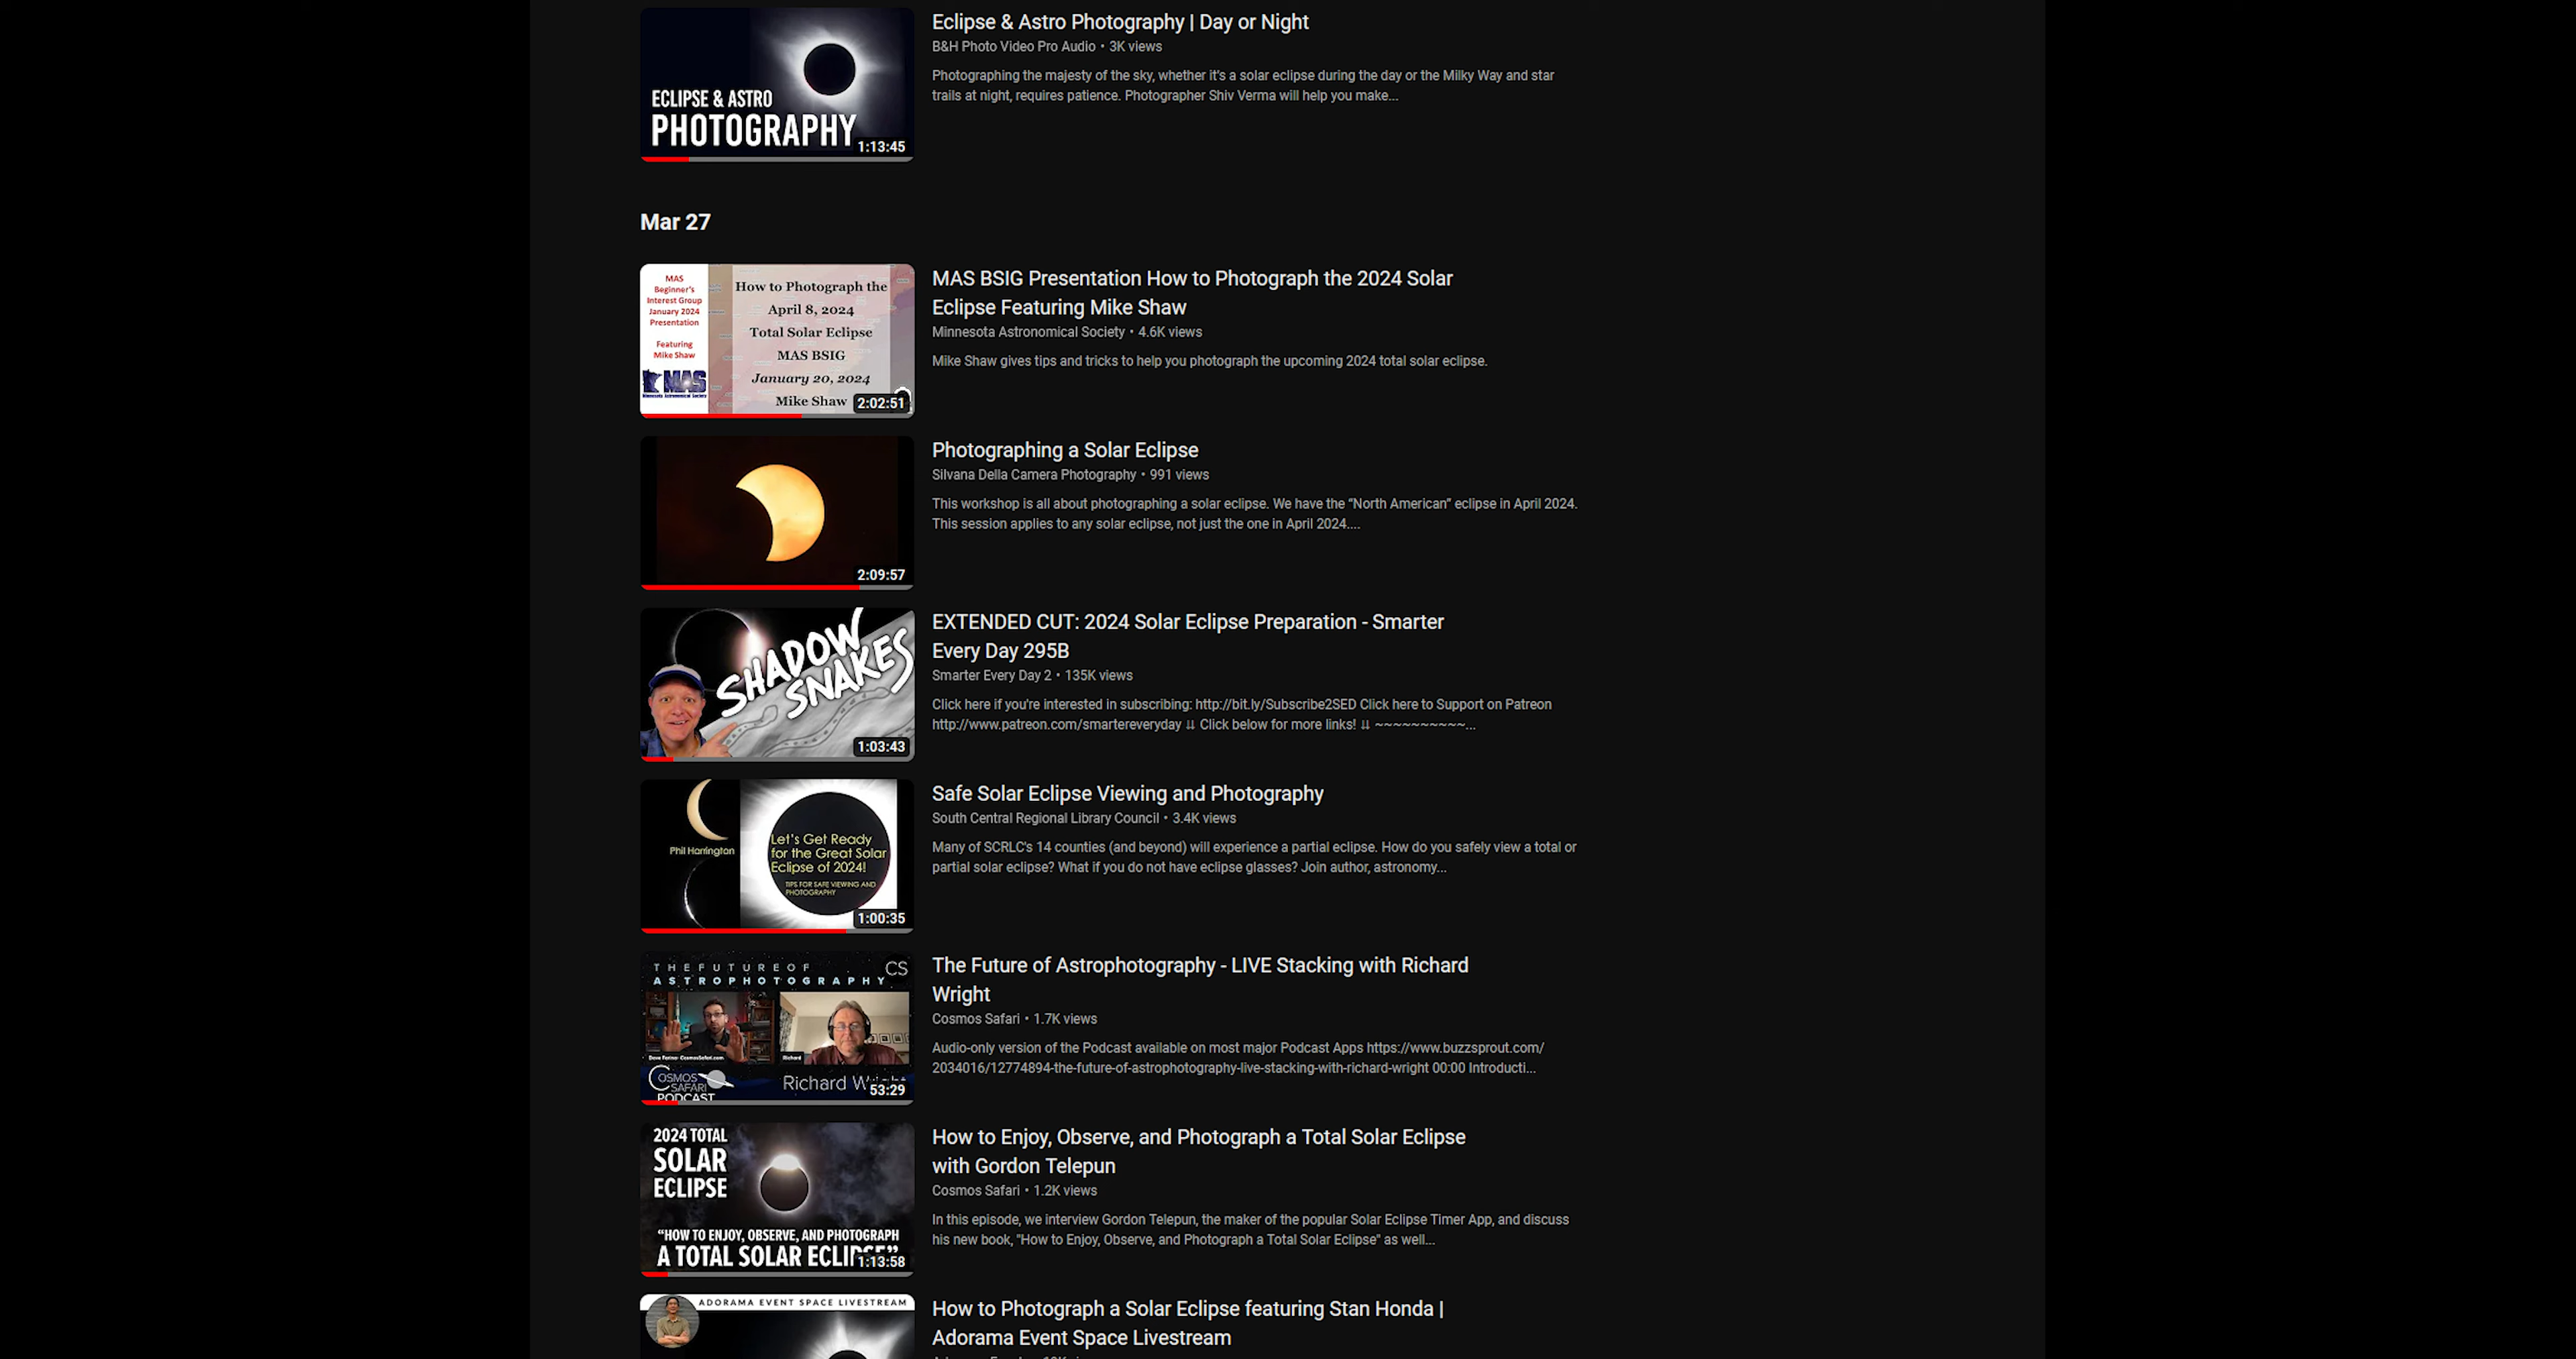 ECLIPSE & ASTRO
PHOTOGRAPHY
1:13:45
Eclipse & Astro Photography | Day or Night
B&H Photo Video Pro Audio • 3K views
Photographing the majesty of the sky, whether it's a solar eclipse during the day or the Milky Way and star
trails at night, requires patience. Photographer Shiv Verma will help you make...
Mar 27
MAS
Beginner's
Interest Group
January 2024
Presentation
Featuring
Mike Shaw
MAS
Minnesota Astronomical Society
How to Photograph the
April 8, 2024
Total Solar Eclipse
MAS BSIG
January 20, 2024
Mike Shaw
2:02:51
MAS BSIG Presentation How to Photograph the 2024 Solar
Eclipse Featuring Mike Shaw
Minnesota Astronomical Society • 4.6K views
Mike Shaw gives tips and tricks to help you photograph the upcoming 2024 total solar eclipse.
2:09:57
Photographing a Solar Eclipse
Silvana Della Camera Photography • 991 views
This workshop is all about photographing a solar eclipse. We have the “North American” eclipse in April 2024.
This session applies to any solar eclipse, not just the one in April 2024....
SHADOW
SNAKES
1:03:43
EXTENDED CUT: 2024 Solar Eclipse Preparation - Smarter
Every Day 295B
Smarter Every Day 2 • 135K views
Click here if you're interested in subscribing: http://bit.ly/Subscribe2SED Click here to Support on Patreon
http://www.patreon.com/smartereveryday ⇊ Click below for more links! ⇊ ~~~~~~~~~~...
Phil Harrington
Let's Get Ready
for the Great Solar
Eclipse of 2024!
TIPS FOR SAFE VIEWING AND
PHOTOGRAPHY
1:00:35
Safe Solar Eclipse Viewing and Photography
South Central Regional Library Council • 3.4K views
Many of SCRLC's 14 counties (and beyond) will experience a partial eclipse. How do you safely view a total or
partial solar eclipse? What if you do not have eclipse glasses? Join author, astronomy...
THE FUTURE OF
ASTROPHOTOGRAPHY
CS
Richard
COSMOS
SAFARI
PODCAST
Richard
53:29
The Future of Astrophotography - LIVE Stacking with Richard
Wright
Cosmos Safari • 1.7K views
Audio-only version of the Podcast available on most major Podcast Apps https://www.buzzsprout.com/
2034016/12774894-the-future-of-astrophotography-live-stacking-with-richard-wright 00:00 Introducti...
2024 TOTAL
SOLAR
ECLIPSE
“HOW TO ENJOY, OBSERVE, AND PHOTOGRAPH
A TOTAL SOLAR ECLIPSE”
1:13:58
How to Enjoy, Observe, and Photograph a Total Solar Eclipse
with Gordon Telepun
Cosmos Safari • 1.2K views
In this episode, we interview Gordon Telepun, the maker of the popular Solar Eclipse Timer App, and discuss
his new book, "How to Enjoy, Observe, and Photograph a Total Solar Eclipse" as well...
ADORAMA EVENT SPACE LIVESTREAM
How to Photograph a Solar Eclipse featuring Stan Honda |
Adorama Event Space Livestream